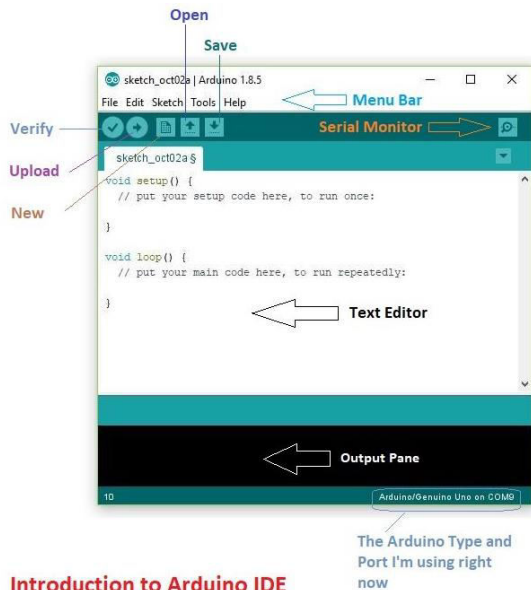 Open
Save
sketch_oct02a | Arduino 1.8.5
File Edit Sketch Tools Help
Menu Bar
Verify
Serial Monitor
Upload
sketch_oct02a §
New
void setup() {
// put your setup code here, to run once:
}
void loop() {
// put your main code here, to run repeatedly:
}
Text Editor
Output Pane
10
Arduino/Genuino Uno on COM9
The Arduino Type and
Port I'm using right
now
Introduction to Arduino IDE